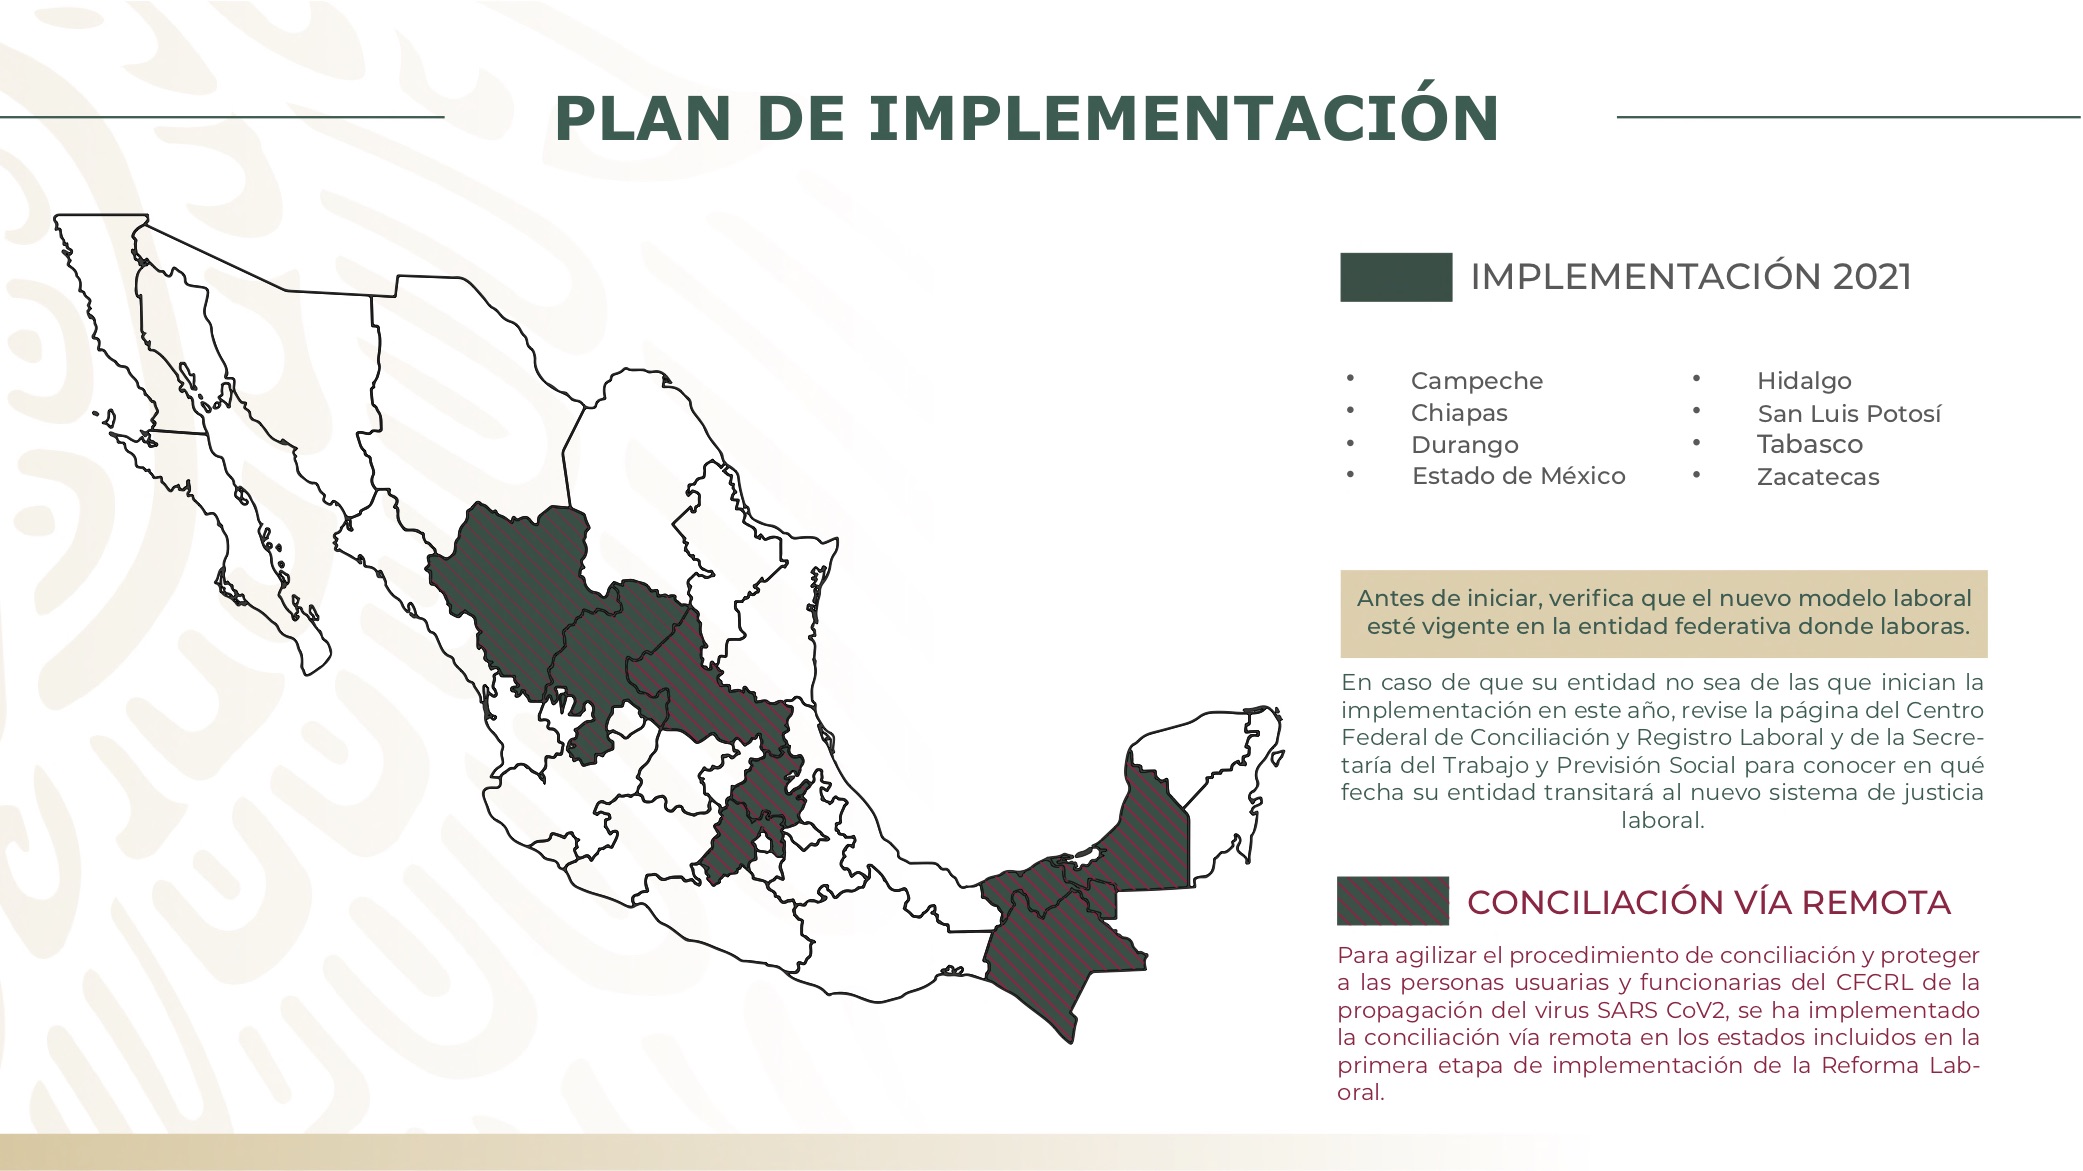 PLAN DE IMPLEMENTACIÓN
IMPLEMENTACIÓN 2021
• Campeche
• Chiapas
• Durango
• Estado de México
• Hidalgo
• San Luis Potosí
• Tabasco
• Zacatecas
Antes de iniciar, verifica que el nuevo modelo laboral
esté vigente en la entidad federativa donde laboras.
En caso de que su entidad no sea de las que inician la
implementación en este año, revise la página del Centro
Federal de Conciliación y Registro Laboral y de la Secre-
taría del Trabajo y Previsión Social para conocer en qué
fecha su entidad transitará al nuevo sistema de justicia
laboral.
CONCILIACIÓN VÍA REMOTA
Para agilizar el procedimiento de conciliación y proteger
a las personas usuarias y funcionarias del CFCRL de la
propagación del virus SARS CoV2, se ha implementado
la conciliación vía remota en los estados incluidos en la
primera etapa de implementación de la Reforma Lab-
oral.